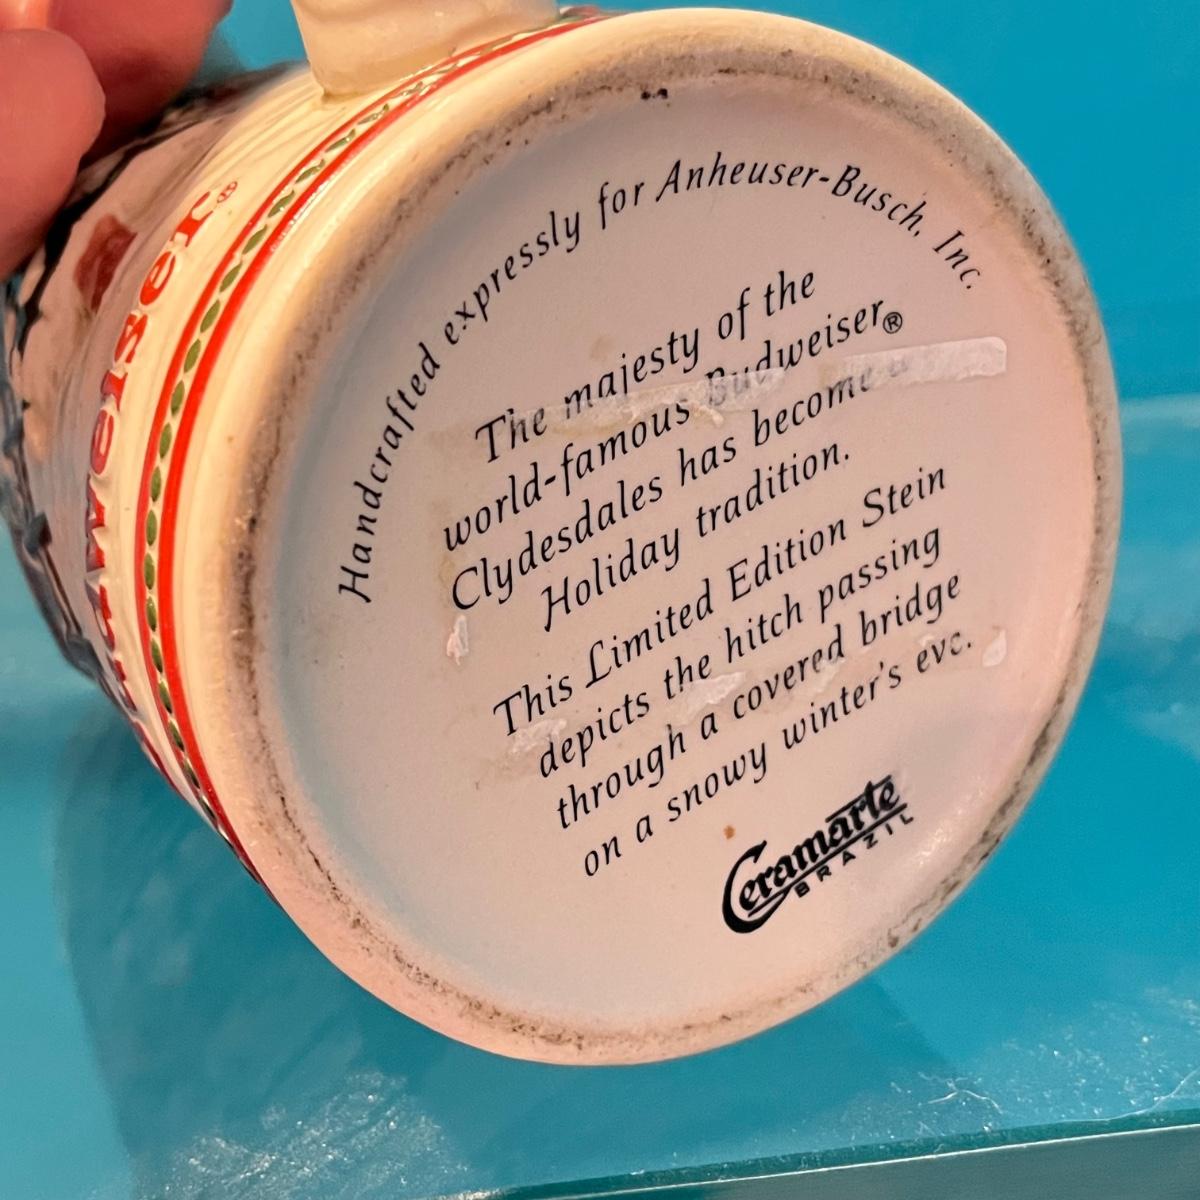 Handcrafted expressly for Anheuser-Busch, Inc.
The majesty of the
world-famous Budweiser®
Clydesdales has become a
Holiday tradition.
This Limited Edition Stein
depicts the hitch passing
through a covered bridge
on a snowy winter's eve.
Ceramarte
BRAZIL
Budweiser®